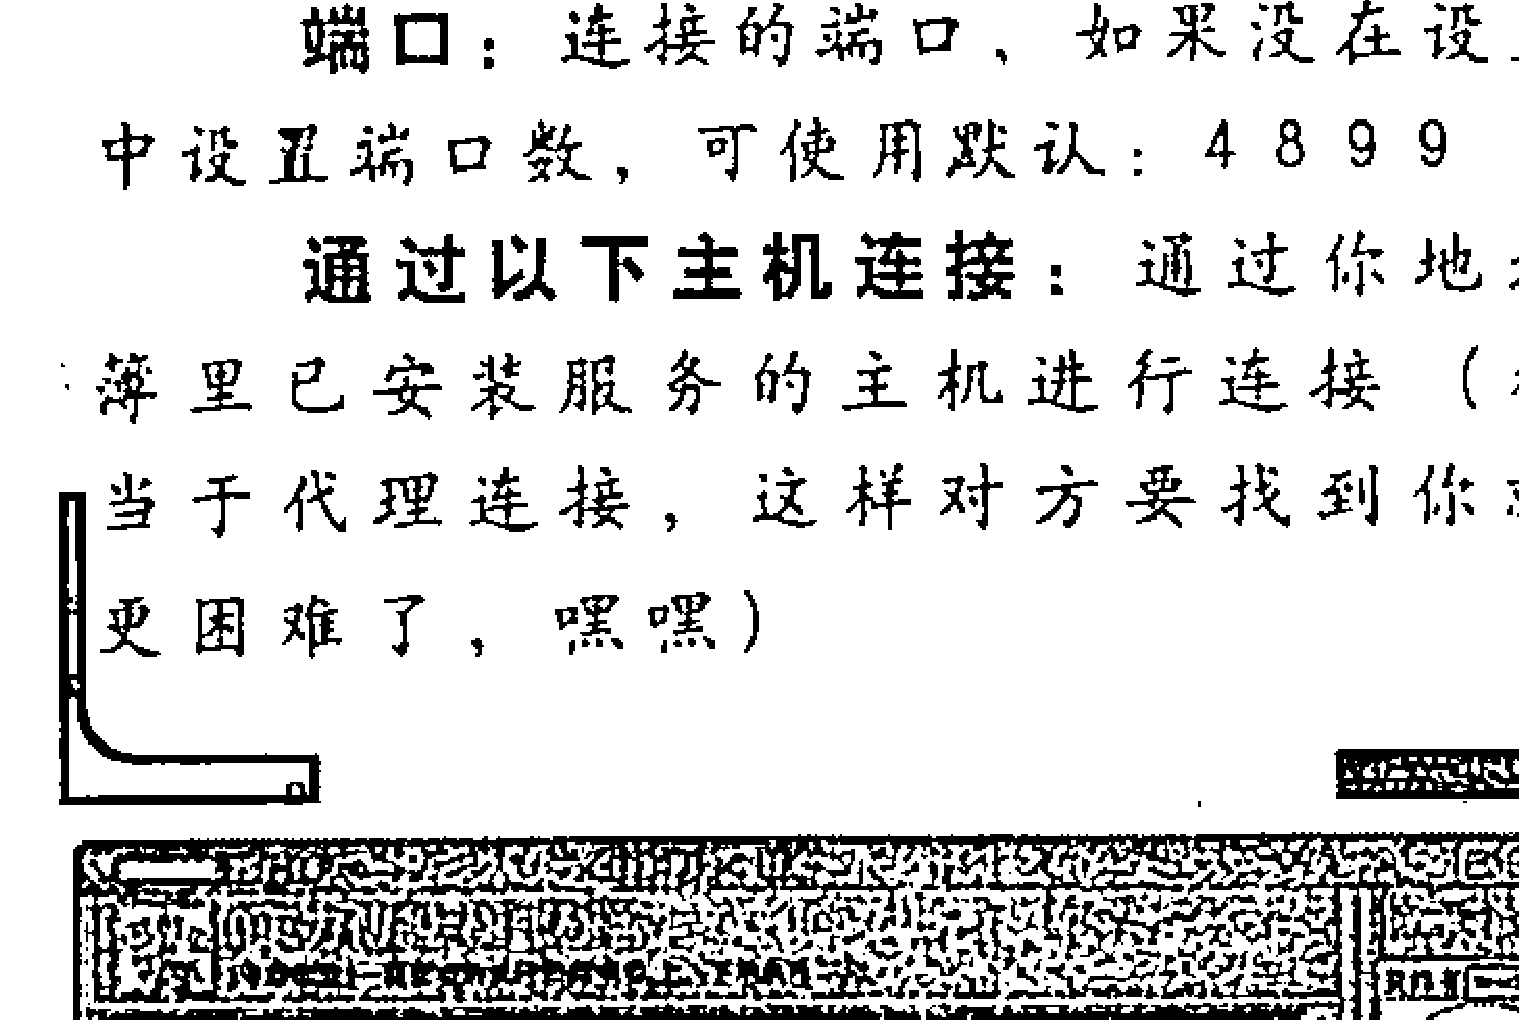 端口：连接的端口、如果没在设
中设置端口数，可使用默认：4899
通过以下主机连接：通过你地
簿里已安装服务的主机进行连接（
当于代理连接，这样对方要找到你
更困难了，嘿嘿）